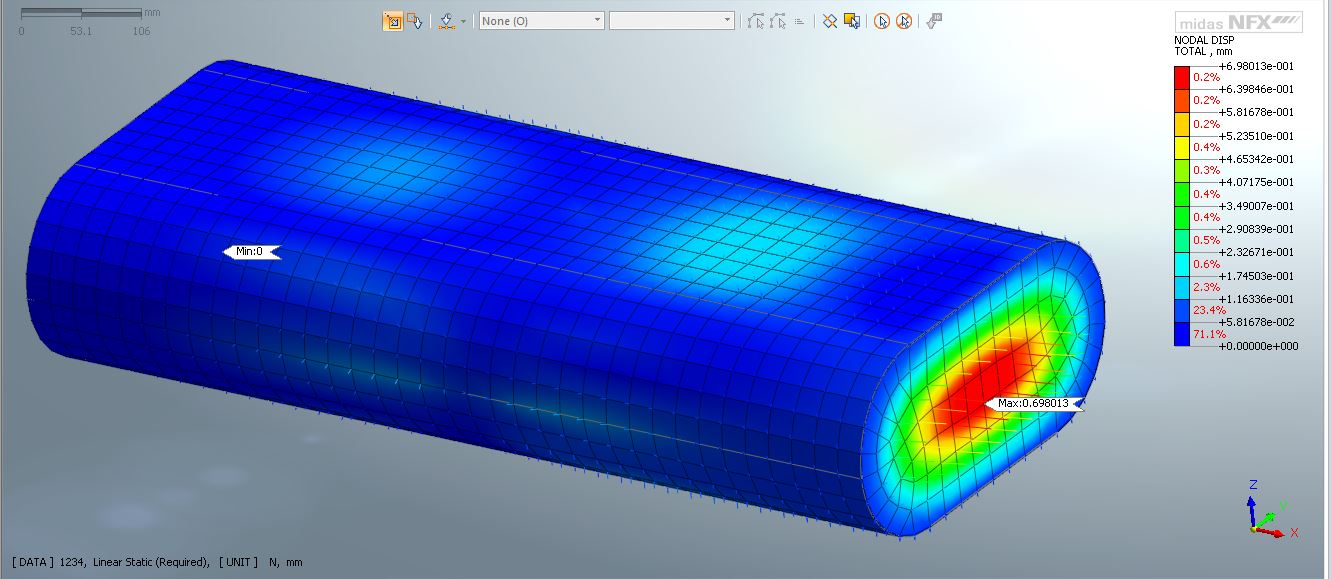 mm
0 53.1 106
None (O)
midas NFX
NODAL DISP
TOTAL , mm
+6.98013e-001
0.2%
+6.39846e-001
0.2%
+5.81678e-001
0.2%
+5.23510e-001
0.4%
+4.65342e-001
0.3%
+4.07175e-001
0.4%
+3.49007e-001
0.4%
+2.90839e-001
0.5%
+2.32671e-001
0.6%
+1.74503e-001
2.3%
+1.16336e-001
23.4%
+5.81678e-002
71.1%
+0.00000e+000
Min:0
Max:0.698013
Z
Y
X
[ DATA ] 1234, Linear Static (Required), [ UNIT ] N, mm